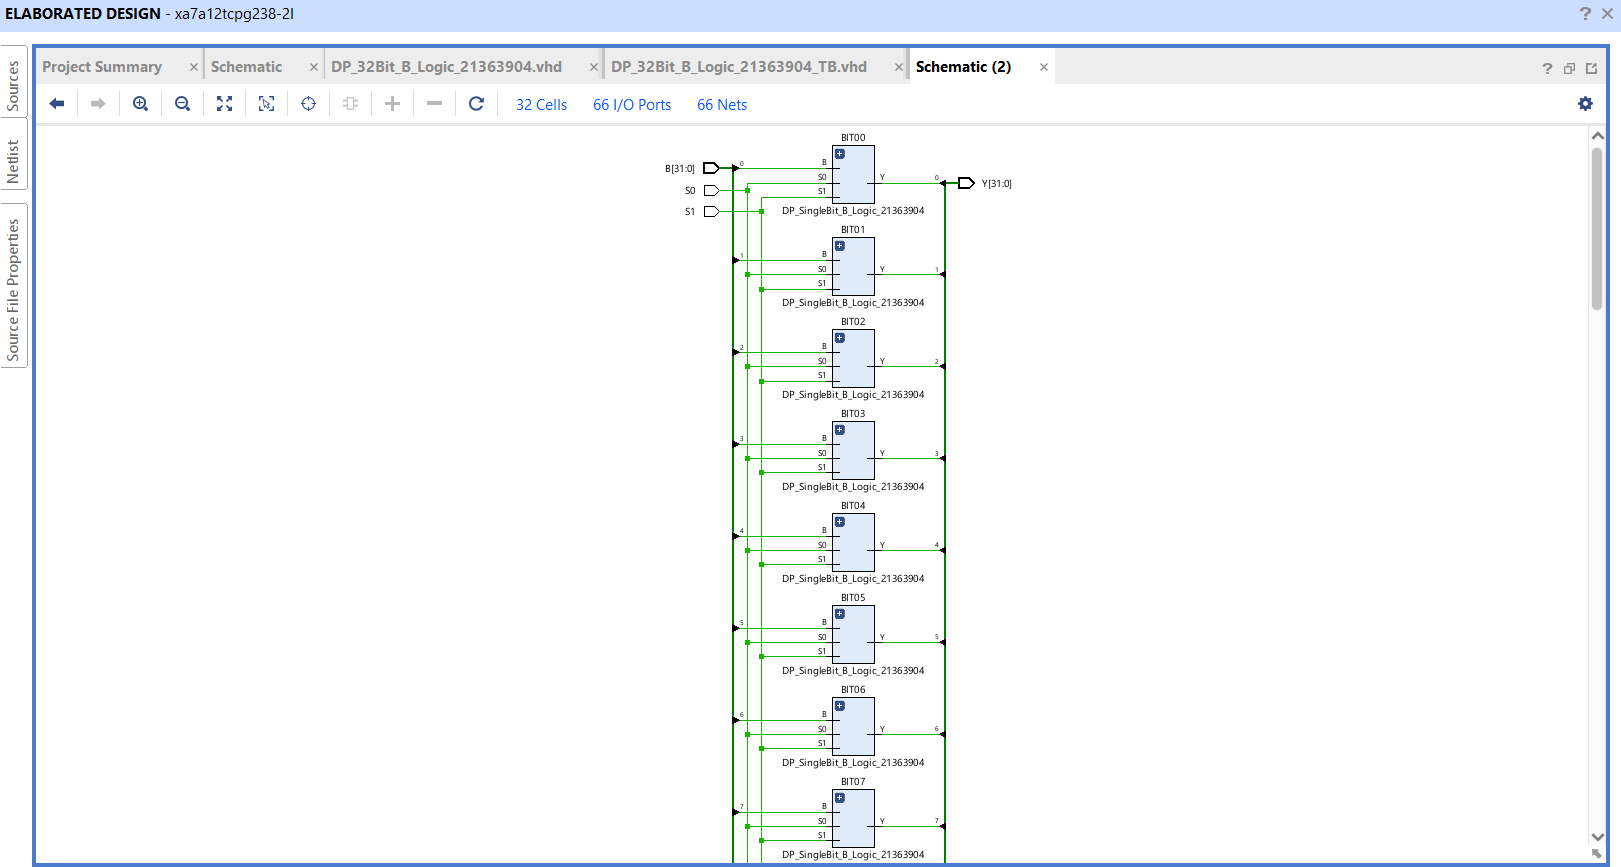 ELABORATED DESIGN - xa7a12tcpg238-2I
Sources
Netlist
Source File Properties
Project Summary
Schematic
DP_32Bit_B_Logic_21363904.vhd
DP_32Bit_B_Logic_21363904_TB.vhd
Schematic (2)
32 Cells
66 I/O Ports
66 Nets
B[31:0]
S0
S1
Y[31:0]
BIT00
0
B
S0
S1
Y
0
DP_SingleBit_B_Logic_21363904
BIT01
1
B
S0
S1
Y
1
DP_SingleBit_B_Logic_21363904
BIT02
2
B
S0
S1
Y
2
DP_SingleBit_B_Logic_21363904
BIT03
3
B
S0
S1
Y
3
DP_SingleBit_B_Logic_21363904
BIT04
4
B
S0
S1
Y
4
DP_SingleBit_B_Logic_21363904
BIT05
5
B
S0
S1
Y
5
DP_SingleBit_B_Logic_21363904
BIT06
6
B
S0
S1
Y
6
DP_SingleBit_B_Logic_21363904
BIT07
7
B
S0
S1
Y
7
DP_SingleBit_B_Logic_21363904